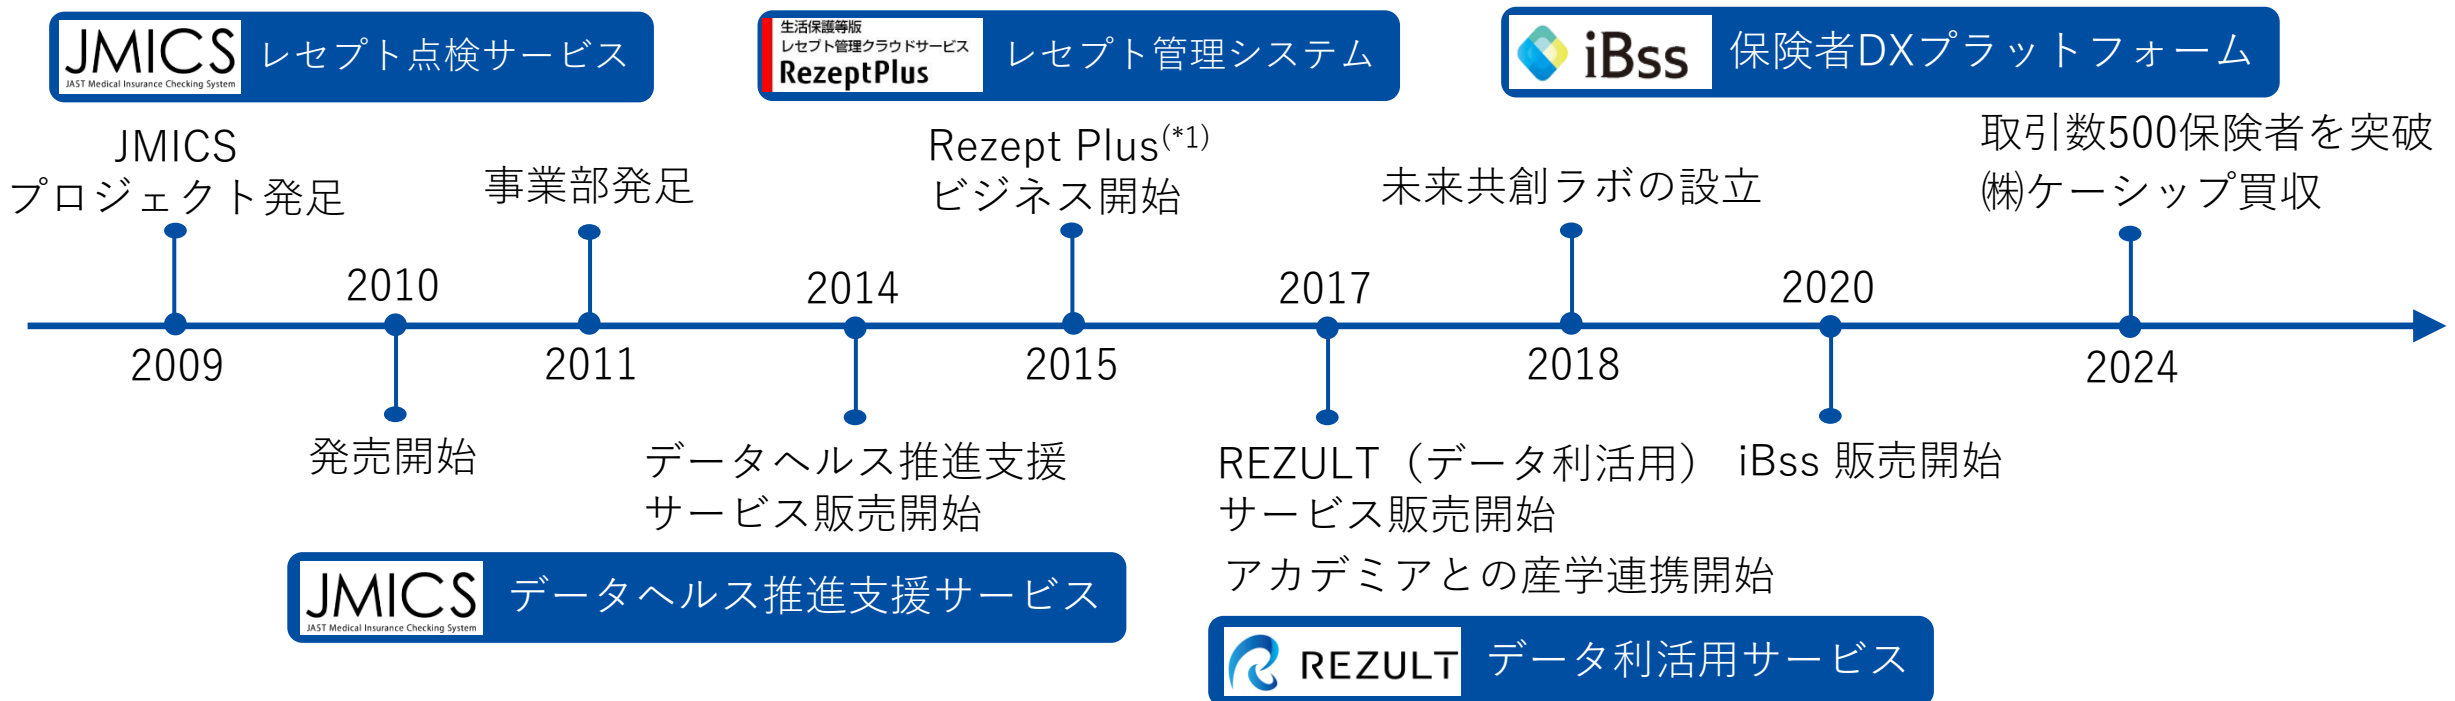 JMICS
JAST Medical Insurance Checking System
レセプト点検サービス
生活保護等版
レセプト管理クラウドサービス
RezeptPlus
レセプト管理システム
iBss
保険者DXプラットフォーム
JMICS
プロジェクト発足
事業部発足
Rezept Plus(*1)
ビジネス開始
未来共創ラボの設立
取引数500保険者を突破
㈱ケーシップ買収
2010
2014
2017
2020
2009
2011
2015
2018
2024
発売開始
データヘルス推進支援
サービス販売開始
REZULT（データ利活用）
サービス販売開始
アカデミアとの産学連携開始
iBss 販売開始
JMICS
JAST Medical Insurance Checking System
データヘルス推進支援サービス
REZULT
データ利活用サービス